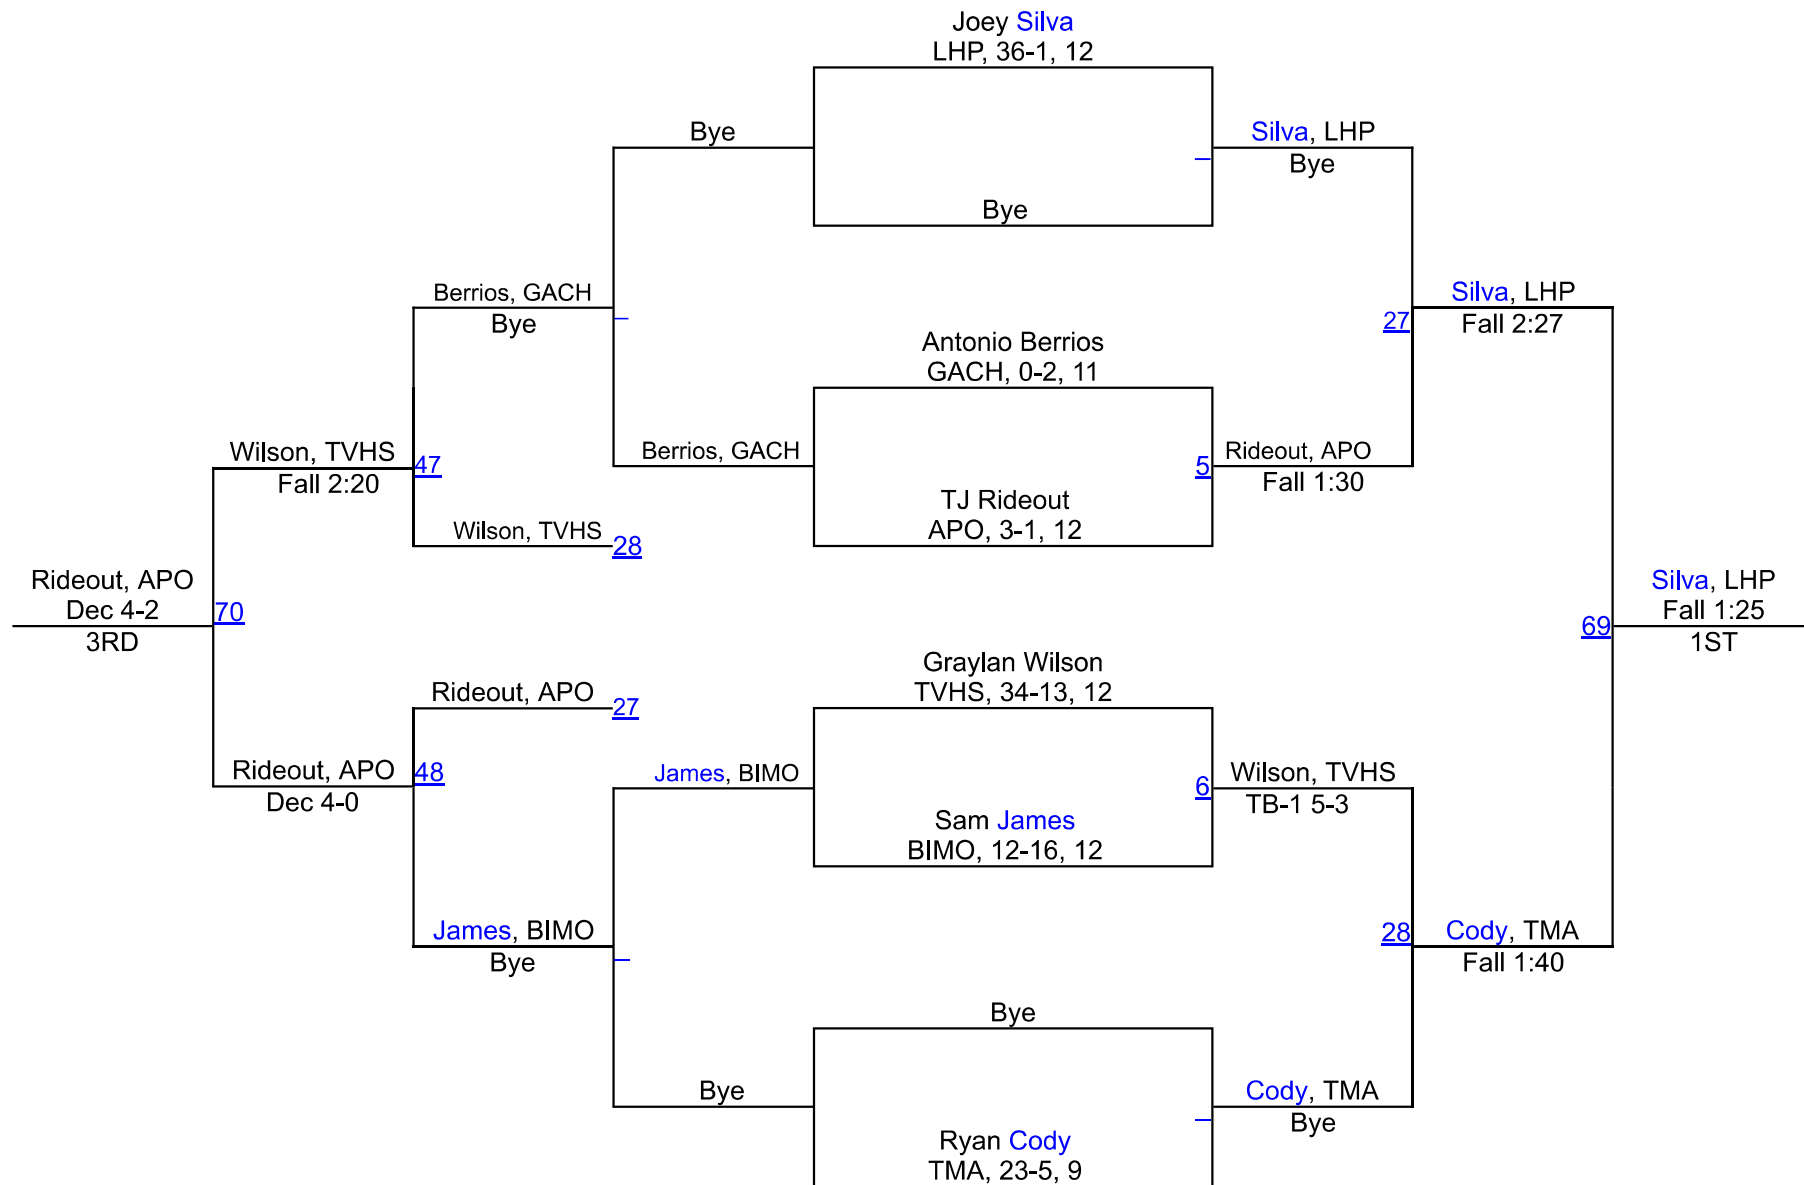 Joey Silva
LHP, 36-1, 12
Bye
Silva, LHP
Bye
Bye
Berrios, GACH
Bye
Silva, LHP
27
Fall 2:27
Antonio Berrios
GACH, 0-2, 11
Wilson, TVHS
47
Fall 2:20
Berrios, GACH
5
Rideout, APO
Fall 1:30
TJ Rideout
APO, 3-1, 12
Wilson, TVHS
28
Rideout, APO
Dec 4-2
70
3RD
Silva, LHP
Fall 1:25
69
1ST
Graylan Wilson
TVHS, 34-13, 12
Rideout, APO
27
Rideout, APO
48
Dec 4-0
James, BIMO
6
Wilson, TVHS
TB-1 5-3
Sam James
BIMO, 12-16, 12
James, BIMO
Bye
28
Cody, TMA
Fall 1:40
Bye
Bye
Cody, TMA
Bye
Ryan Cody
TMA, 23-5, 9